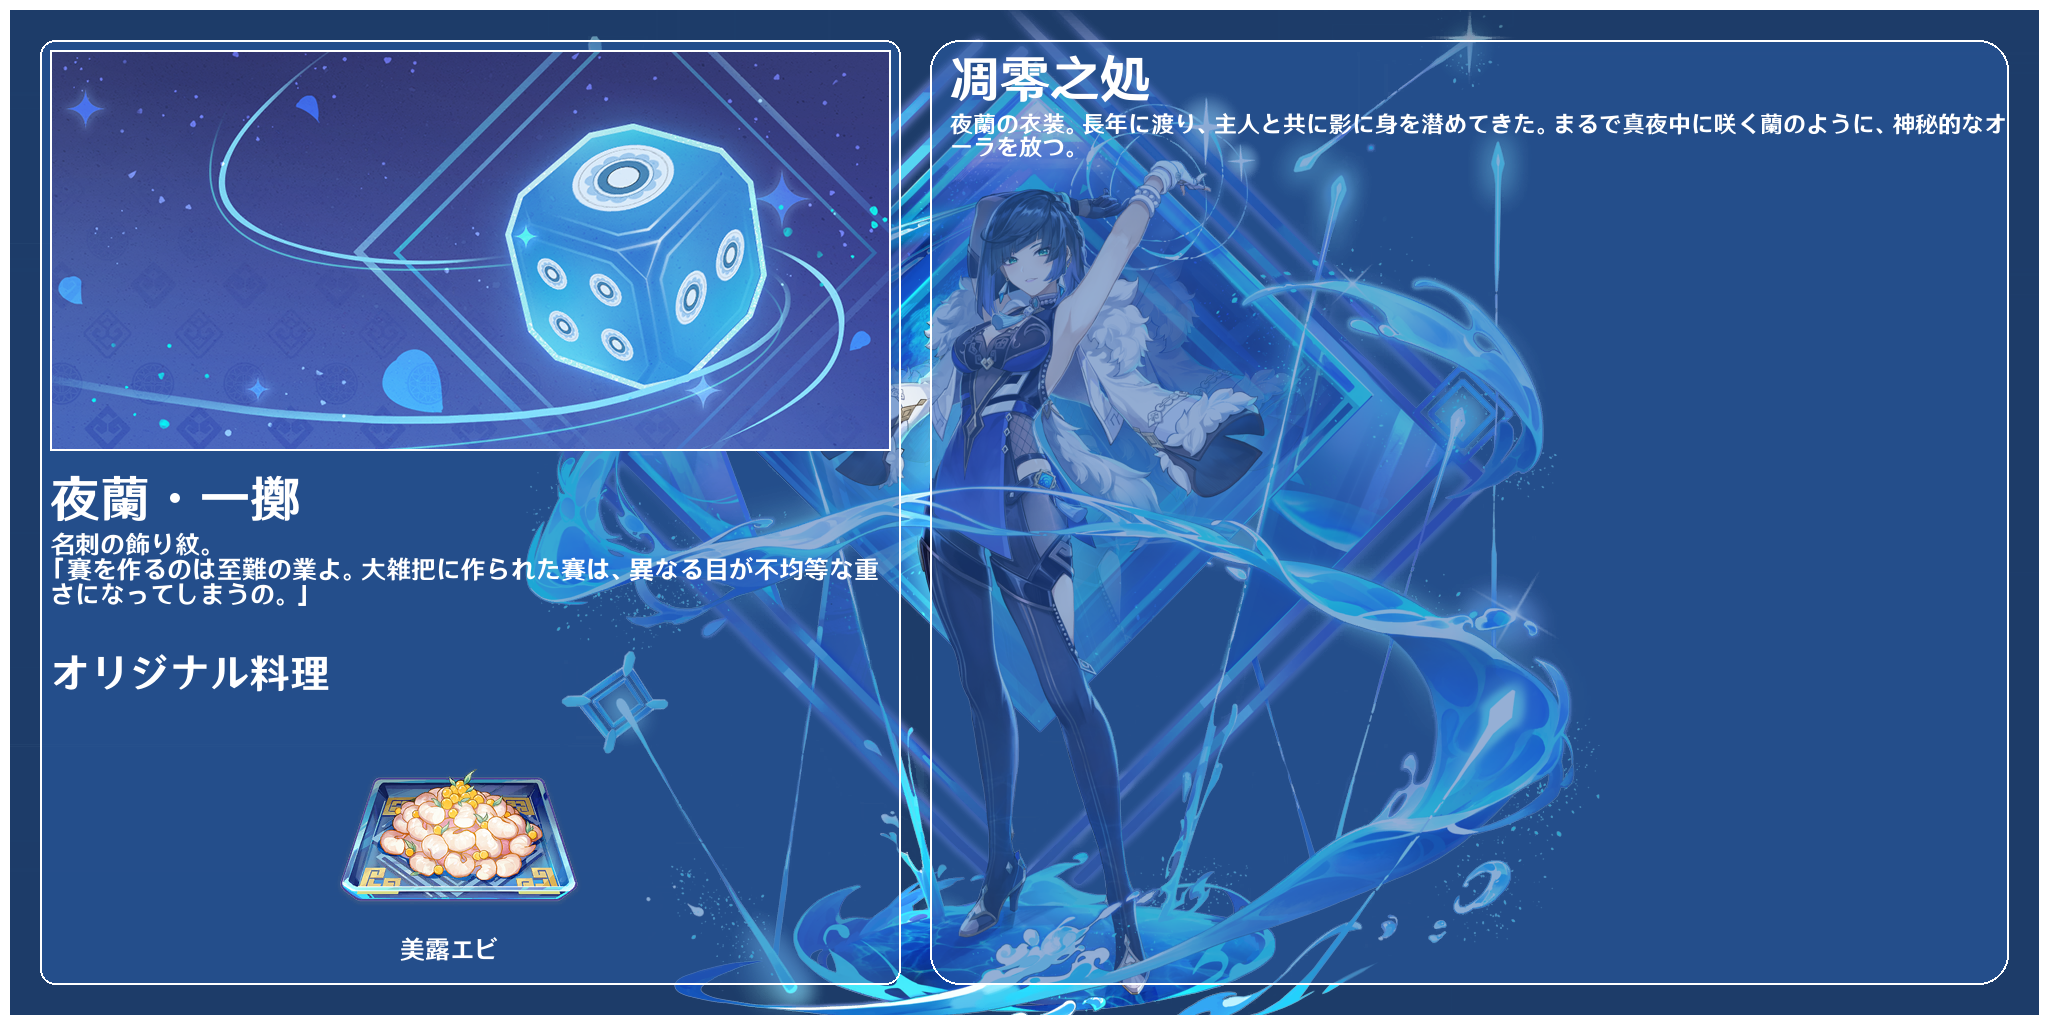 夜蘭・一擲
名刺の飾り紋。
「賽を作るのは至難の業よ。大雑把に作られた賽は、異なる目が不均等な重
さになってしまうの。」
オリジナル料理
美露エビ
凋零之処
夜蘭の衣装。長年に渡り、主人と共に影に身を潜めてきた。まるで真夜中に咲く蘭のように、神秘的なオ
ーラを放つ。